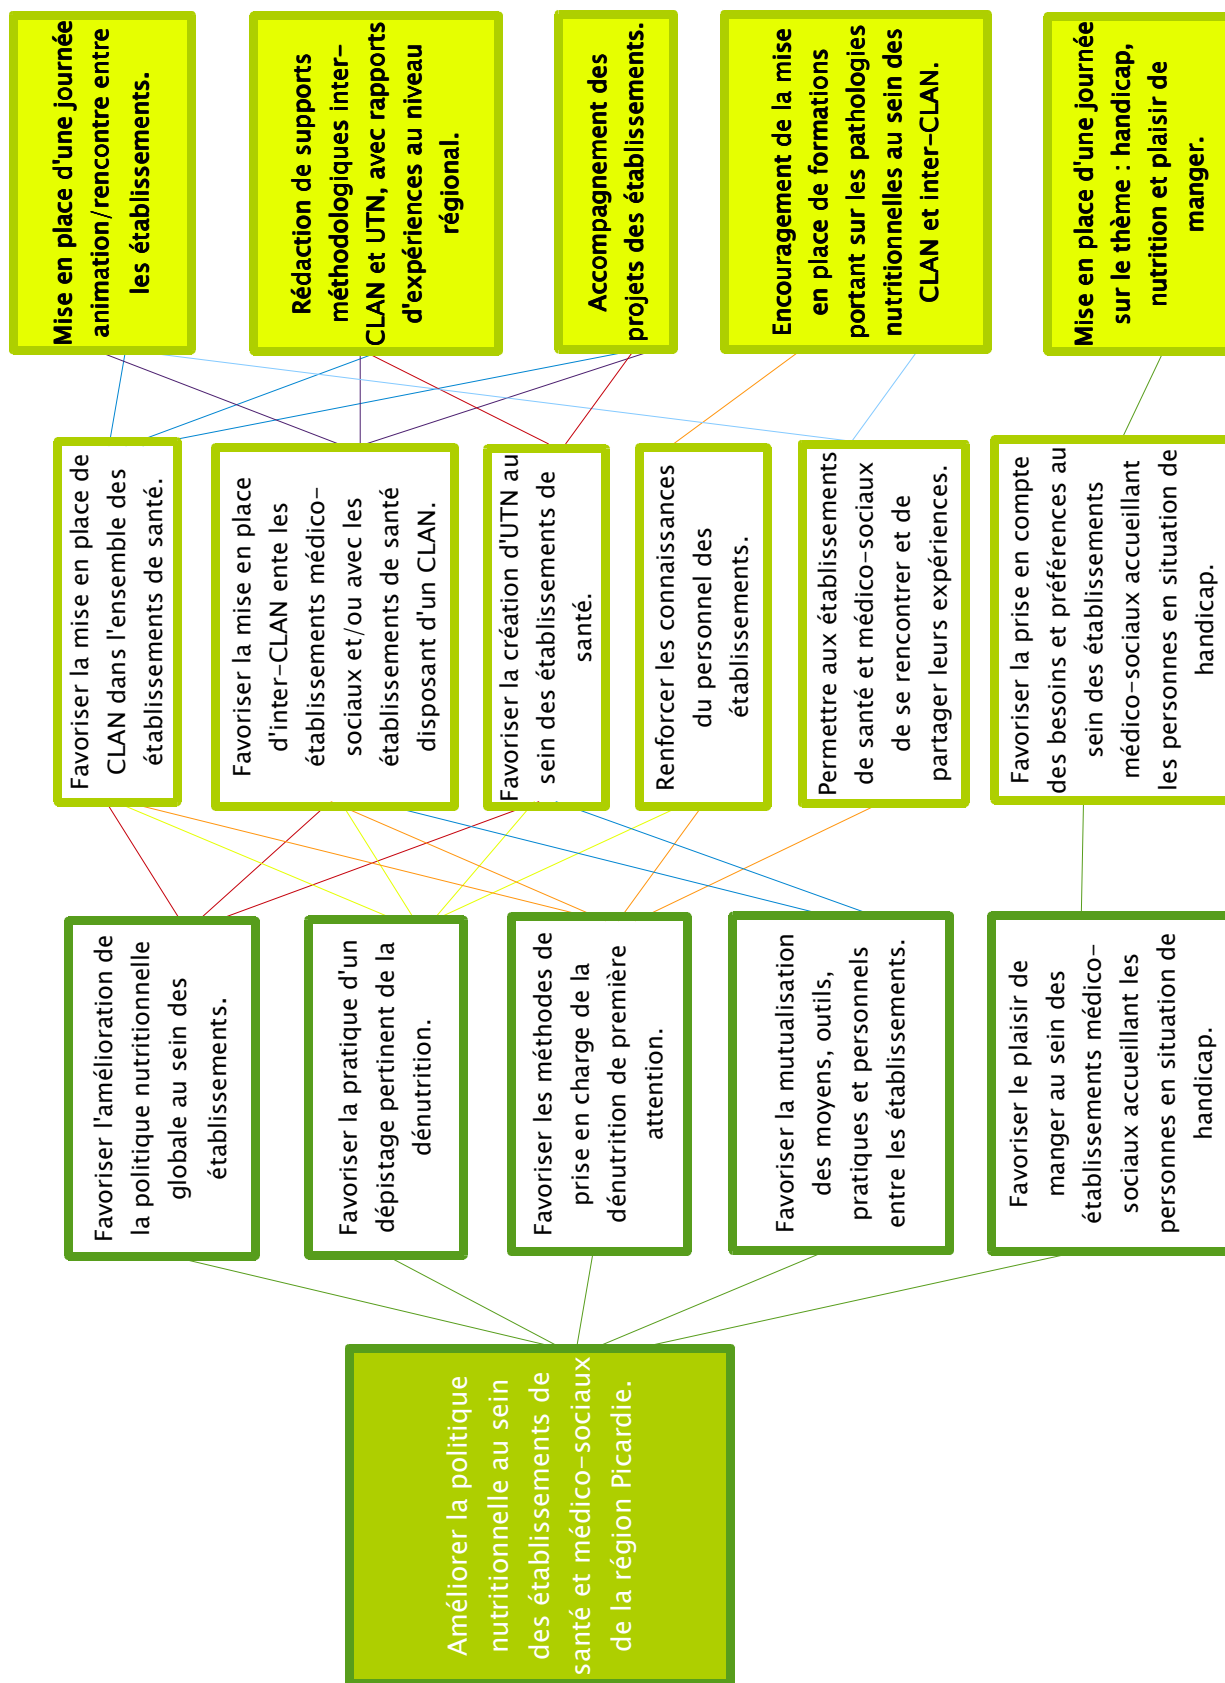 Améliorer la politique
nutritionnelle au sein
des établissements de
santé et médico-sociaux
de la région Picardie.
Favoriser l'amélioration de
la politique nutritionnelle
globale au sein des
établissements.
Favoriser la pratique d'un
dépistage pertinent de la
dénutrition.
Favoriser les méthodes de
prise en charge de la
dénutrition de première
attention.
Favoriser la mutualisation
des moyens, outils,
pratiques et personnels
entre les établissements.
Favoriser le plaisir de
manger au sein des
établissements médico-
sociaux accueillant les
personnes en situation de
handicap.
Favoriser la mise en place de
CLAN dans l'ensemble des
établissements de santé.
Favoriser la mise en place
d'inter-CLAN ente les
établissements médico-
sociaux et/ou avec les
établissements de santé
disposant d'un CLAN.
Favoriser la création d'UTN au
sein des établissements de
santé.
Renforcer les connaissances
du personnel des
établissements.
Permettre aux établissements
de santé et médico-sociaux
de se rencontrer et de
partager leurs expériences.
Favoriser la prise en compte
des besoins et préférences au
sein des établissements
médico-sociaux accueillant
les personnes en situation de
handicap.
Mise en place d'une journée
animation/rencontre entre
les établissements.
Rédaction de supports
méthodologiques inter-
CLAN et UTN, avec rapports
d'expériences au niveau
régional.
Accompagnement des
projets des établissements.
Encouragement de la mise
en place de formations
portant sur les pathologies
nutritionnelles au sein des
CLAN et inter-CLAN.
Mise en place d'une journée
sur le thème : handicap,
nutrition et plaisir de
manger.